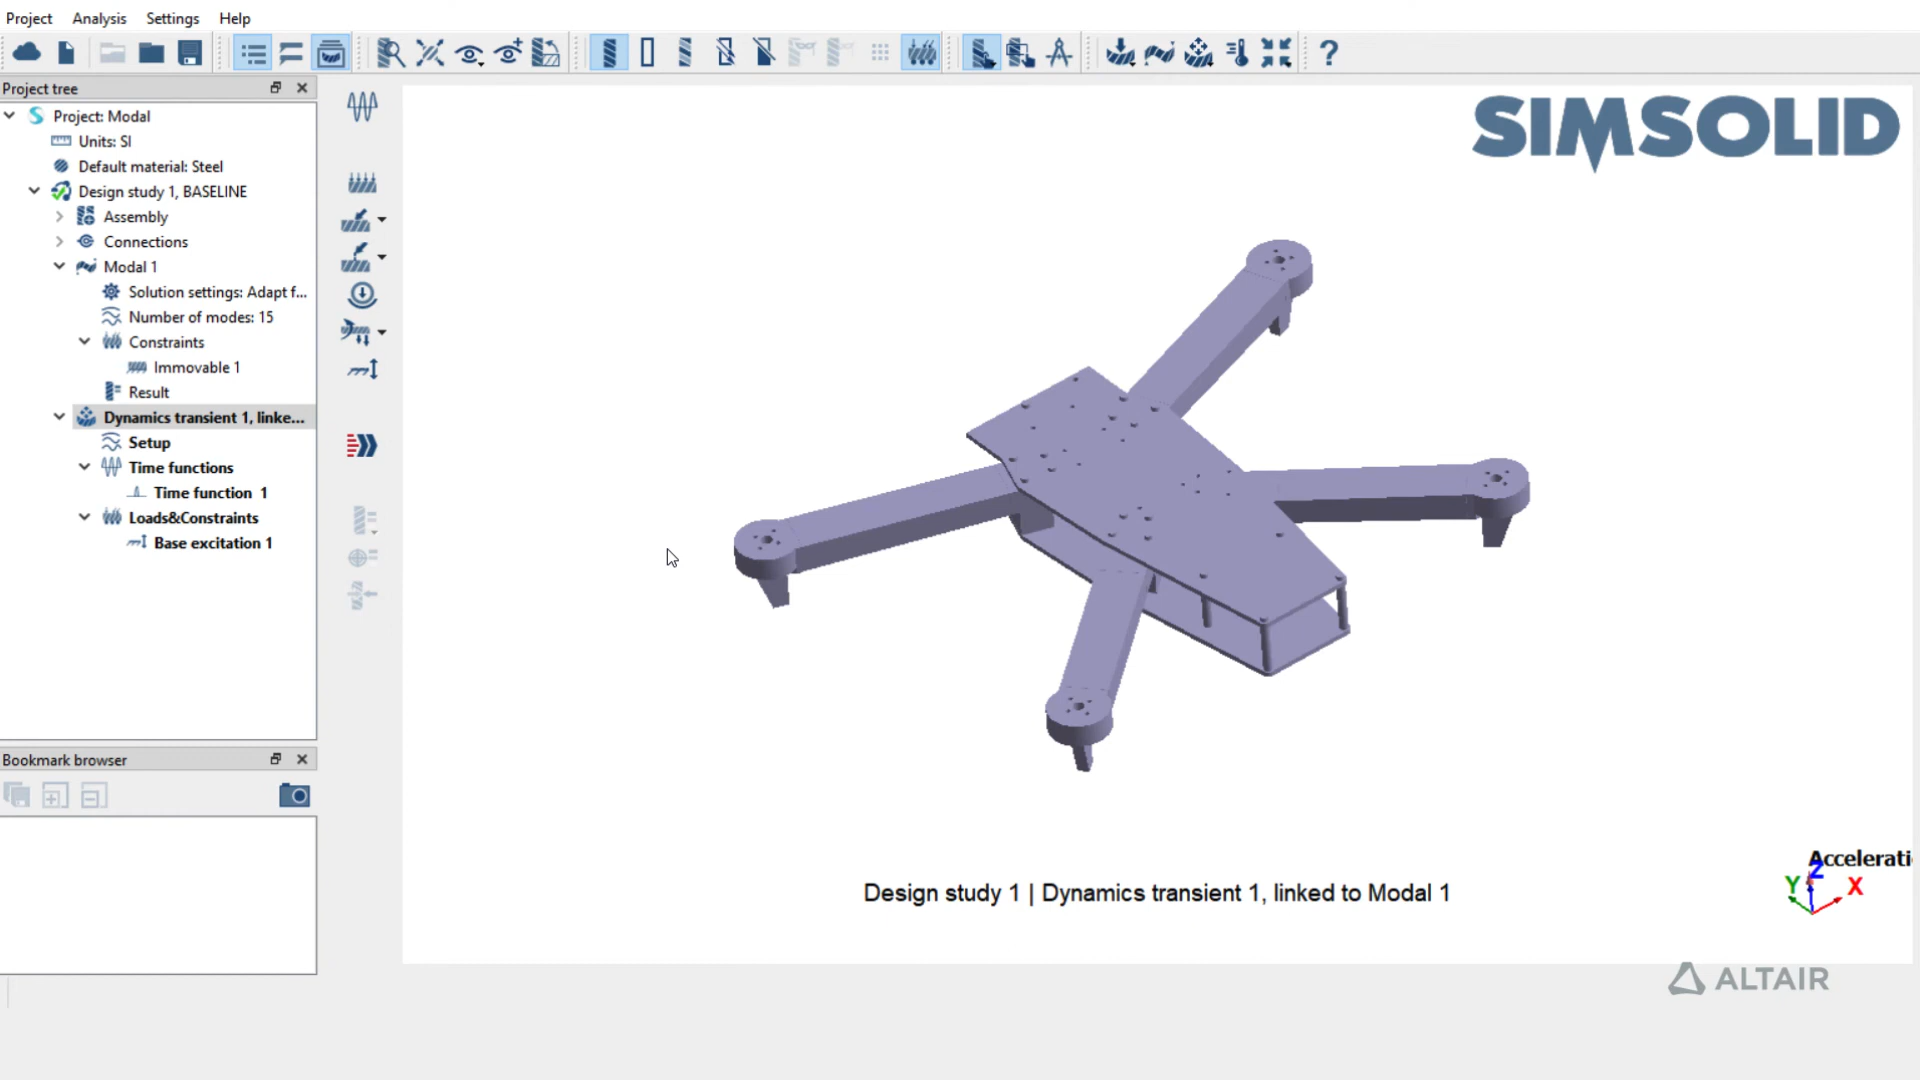 Project Analysis Settings Help
Project tree
Project: Modal
Units: SI
Default material: Steel
Design study 1, BASELINE
Assembly
Connections
Modal 1
Solution settings: Adapt f...
Number of modes: 15
Constraints
Immovable 1
Result
Dynamics transient 1, linke...
Setup
Time functions
Time function 1
Loads&Constraints
Base excitation 1
Bookmark browser
SIMSOLID
Design study 1 | Dynamics transient 1, linked to Modal 1
Accelerati
Z
Y X
ALTAIR